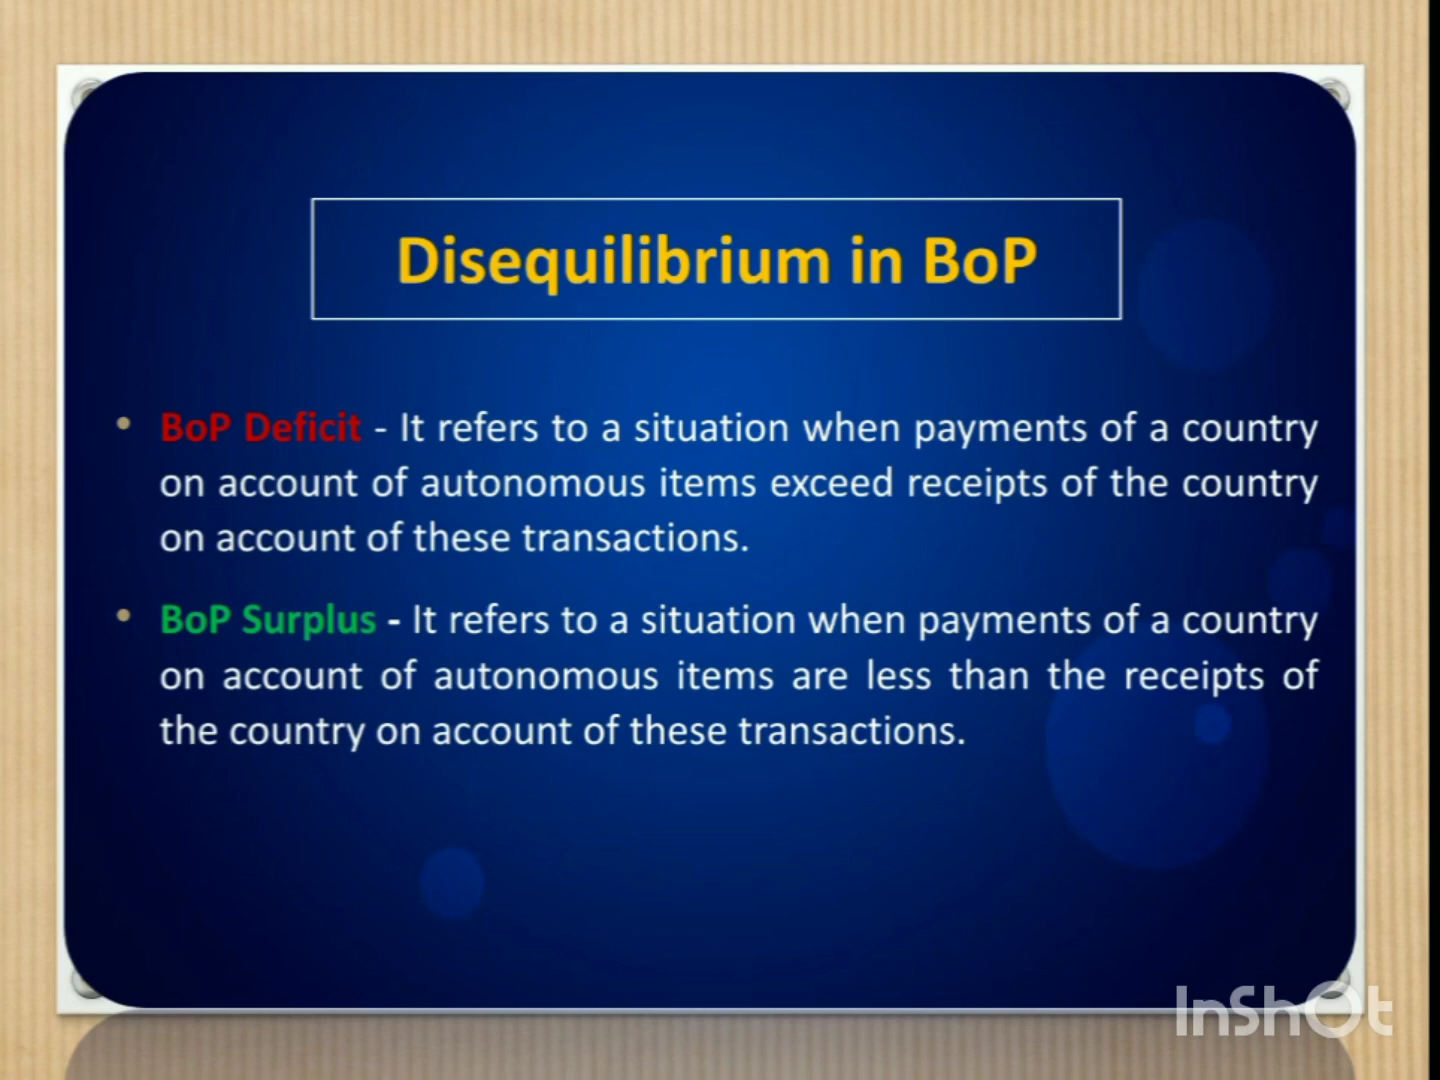 Disequilibrium in BoP
• BoP Deficit - It refers to a situation when payments of a country
on account of autonomous items exceed receipts of the country
on account of these transactions.
• BoP Surplus - It refers to a situation when payments of a country
on account of autonomous items are less than the receipts of
the country on account of these transactions.
InShOt